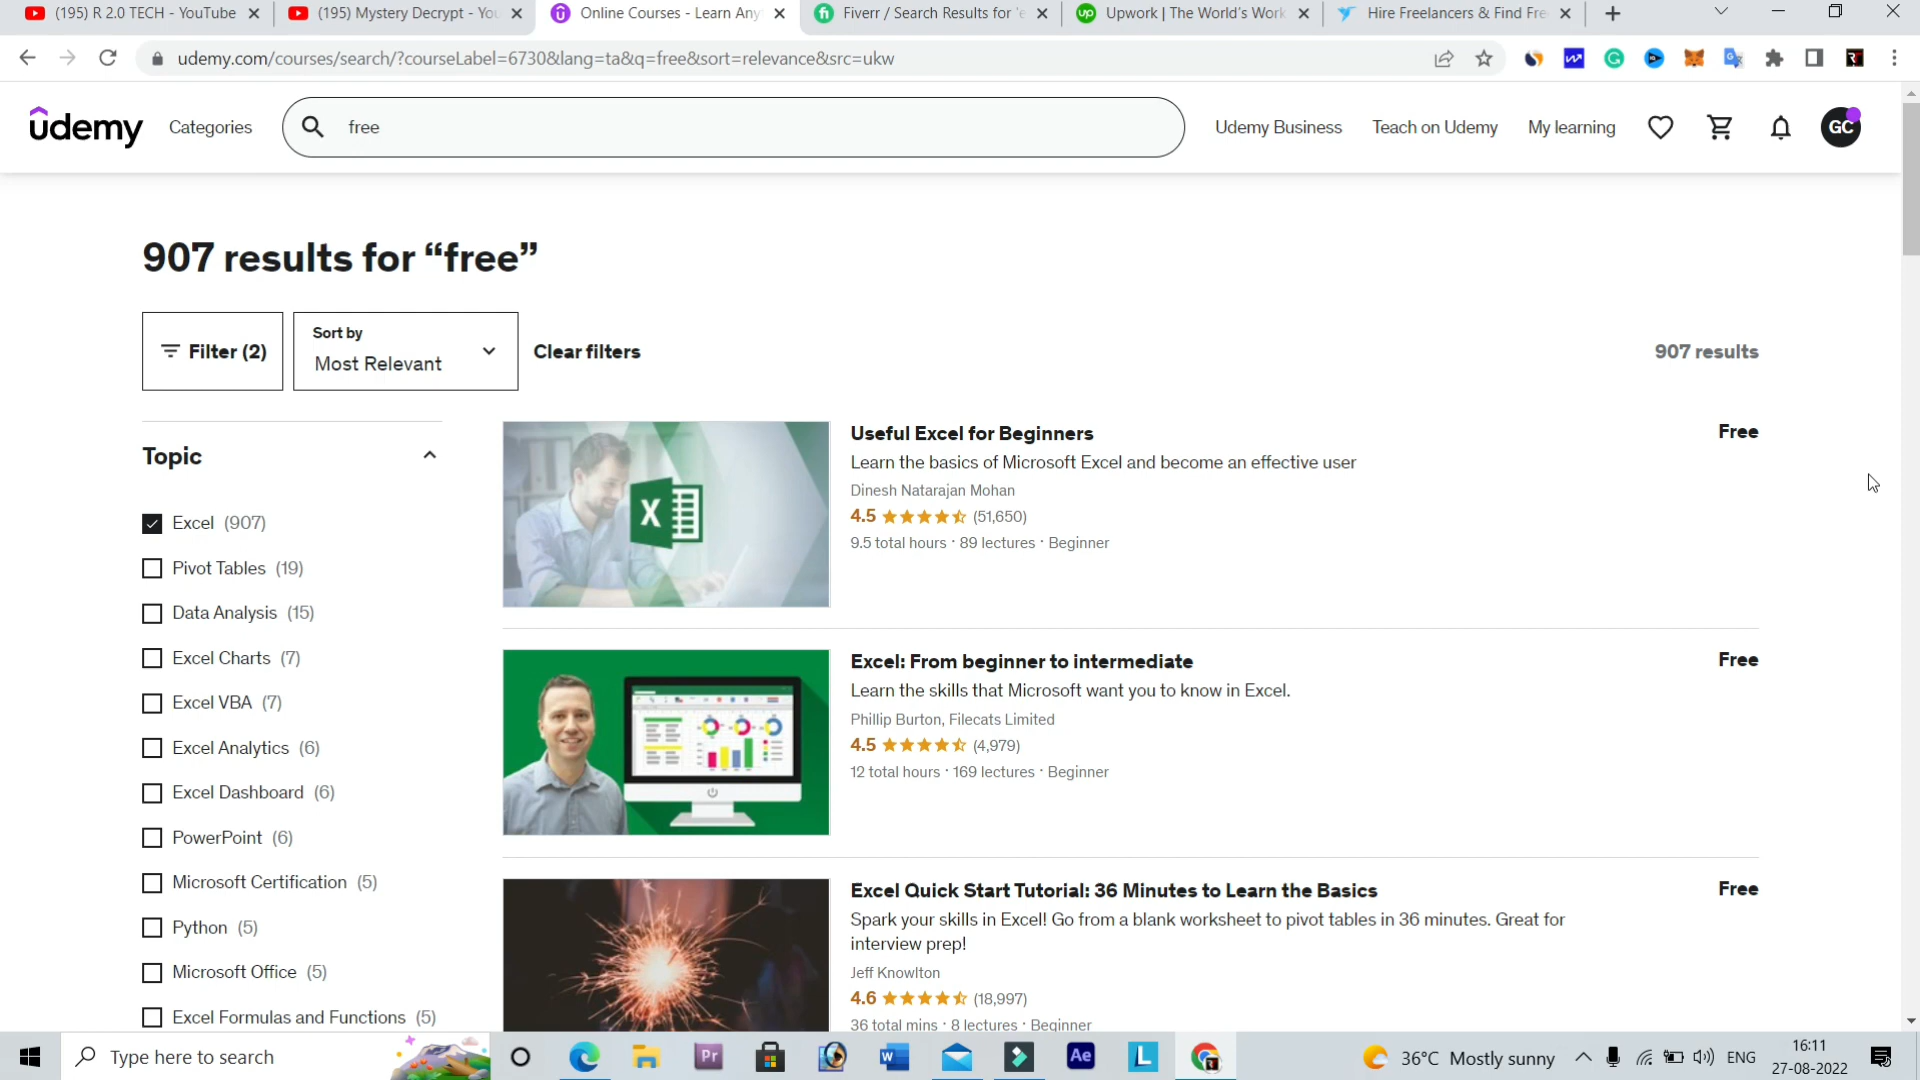 (195) R 2.0 TECH - YouTube
(195) Mystery Decrypt - You
Online Courses - Learn Any
Fiverr / Search Results for 'e
Upwork | The World's Work
Hire Freelancers & Find Fre
udemy.com/courses/search/?courseLabel=6730&lang=ta&q=free&sort=relevance&src=ukw
udemy
Categories
free
Udemy Business
Teach on Udemy
My learning
GC
907 results for “free”
Filter (2)
Sort by
Most Relevant
Clear filters
907 results
Topic
Excel (907)
Pivot Tables (19)
Data Analysis (15)
Excel Charts (7)
Excel VBA (7)
Excel Analytics (6)
Excel Dashboard (6)
PowerPoint (6)
Microsoft Certification (5)
Python (5)
Microsoft Office (5)
Excel Formulas and Functions (5)
X
Useful Excel for Beginners
Free
Learn the basics of Microsoft Excel and become an effective user
Dinesh Natarajan Mohan
4.5 (51,650)
9.5 total hours · 89 lectures · Beginner
Excel: From beginner to intermediate
Free
Learn the skills that Microsoft want you to know in Excel.
Phillip Burton, Filecats Limited
4.5 (4,979)
12 total hours · 169 lectures · Beginner
Excel Quick Start Tutorial: 36 Minutes to Learn the Basics
Free
Spark your skills in Excel! Go from a blank worksheet to pivot tables in 36 minutes. Great for
interview prep!
Jeff Knowlton
4.6 (18,997)
36 total mins · 8 lectures · Beginner
Type here to search
Pr
W
Ae
L
36°C Mostly sunny
ENG
16:11
27-08-2022